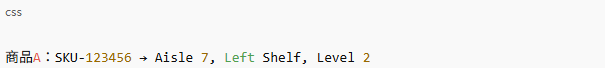 css
商品A：SKU-123456 → Aisle 7, Left Shelf, Level 2